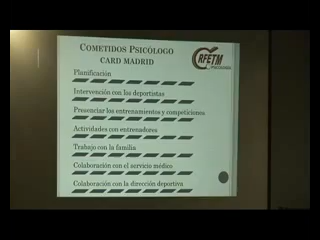 COMETIDOS PSICÓLOGO
CARD MADRID
RFETM
Planificación
Intervención con los deportistas
Presenciar los entrenamientos y competiciones
Actividades con entrenadores
Trabajo con la familia
Colaboración con el servicio médico
Colaboración con la dirección deportiva